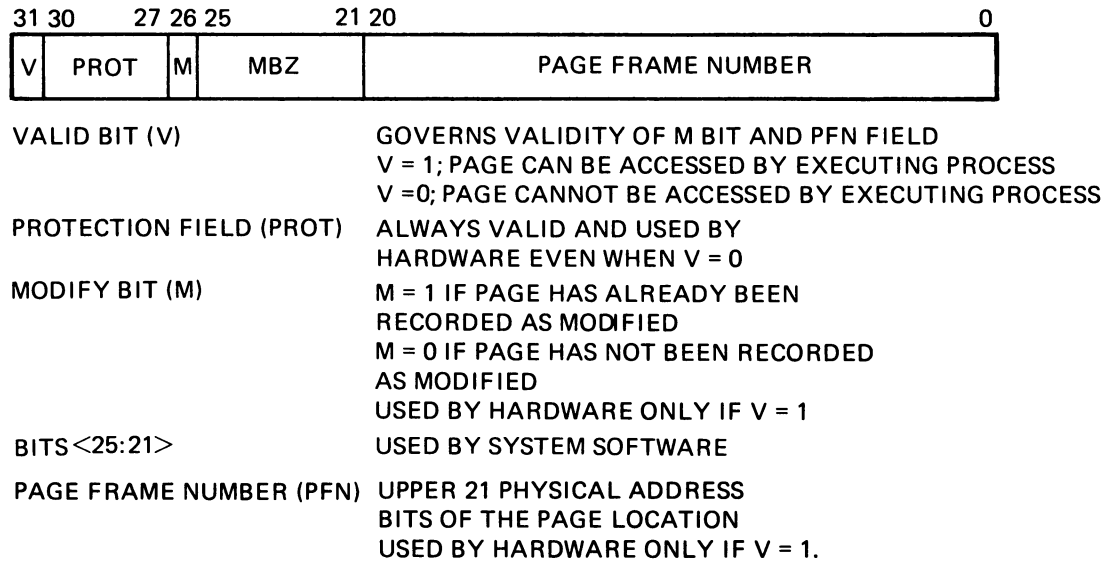 31 30 27 26 25 21 20 0
V PROT M MBZ PAGE FRAME NUMBER
VALID BIT (V) GOVERNS VALIDITY OF M BIT AND PFN FIELD
V = 1; PAGE CAN BE ACCESSED BY EXECUTING PROCESS
V =0; PAGE CANNOT BE ACCESSED BY EXECUTING PROCESS
PROTECTION FIELD (PROT) ALWAYS VALID AND USED BY
HARDWARE EVEN WHEN V = 0
MODIFY BIT (M) M = 1 IF PAGE HAS ALREADY BEEN
RECORDED AS MODIFIED
M = 0 IF PAGE HAS NOT BEEN RECORDED
AS MODIFIED
USED BY HARDWARE ONLY IF V = 1
BITS <25:21> USED BY SYSTEM SOFTWARE
PAGE FRAME NUMBER (PFN) UPPER 21 PHYSICAL ADDRESS
BITS OF THE PAGE LOCATION
USED BY HARDWARE ONLY IF V = 1.